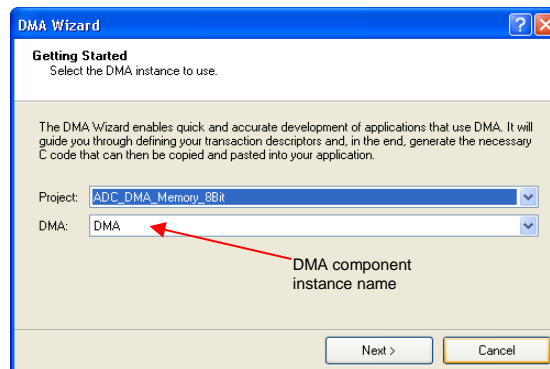 DMA Wizard
Getting Started
Select the DMA instance to use.
The DMA Wizard enables quick and accurate development of applications that use DMA. It will
guide you through defining your transaction descriptors and, in the end, generate the necessary
C code that can then be copied and pasted into your application.
Project: ADC_DMA_Memory_8Bit
DMA: DMA
DMA component
instance name
Next >
Cancel